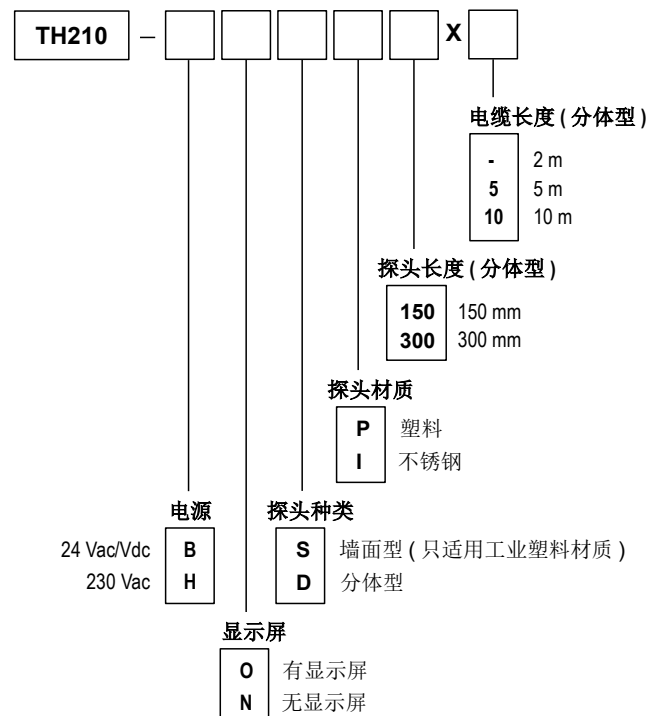 TH210 – X
电缆长度 ( 分体型 )
- 2 m
5 5 m
10 10 m
探头长度 ( 分体型 )
150 150 mm
300 300 mm
探头材质
P 塑料
I 不锈钢
电源
24 Vac/Vdc B
230 Vac H
探头种类
S 墙面型 ( 只适用工业塑料材质 )
D 分体型
显示屏
O 有显示屏
N 无显示屏